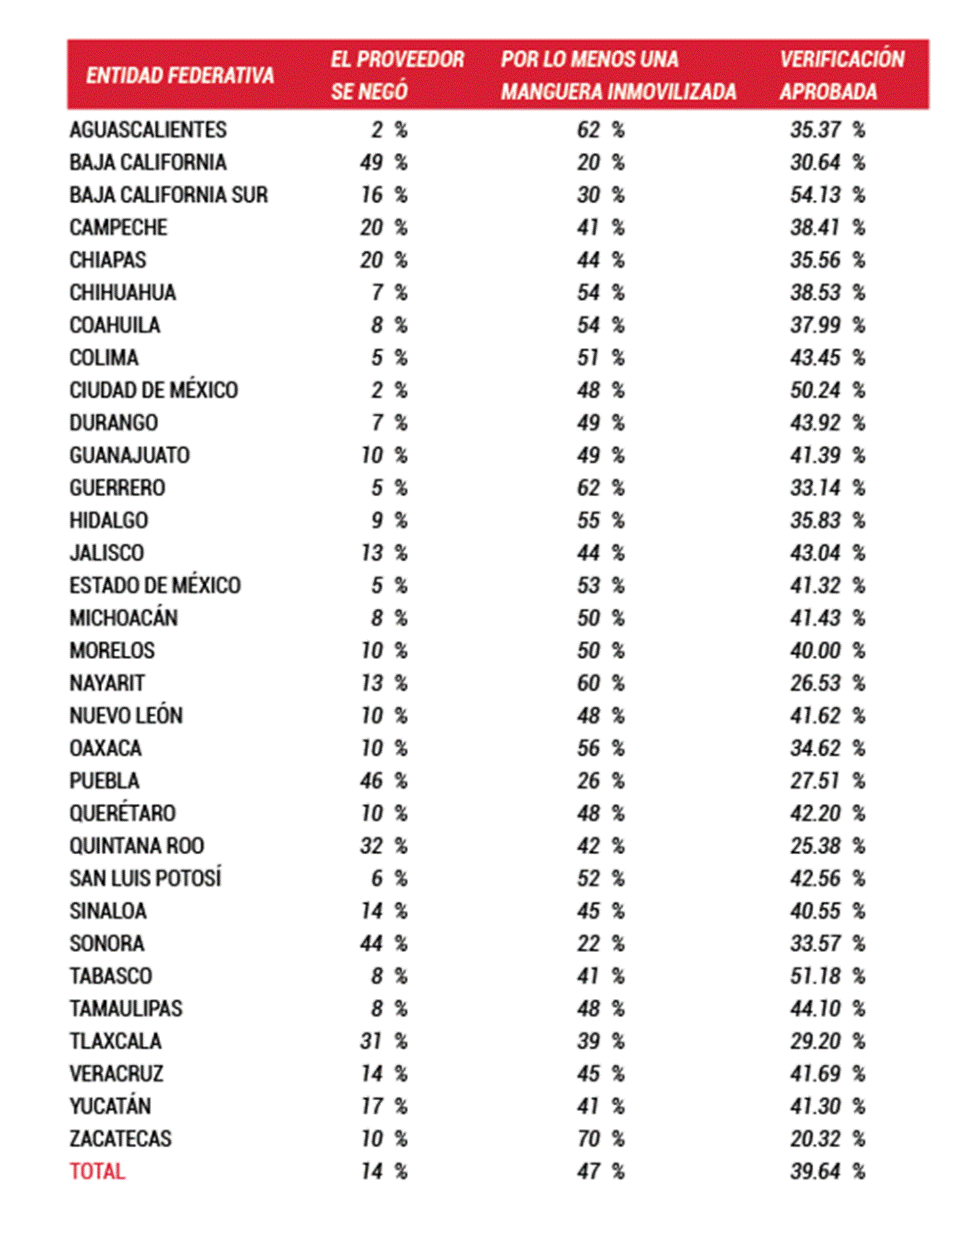 ENTIDAD FEDERATIVA EL PROVEEDOR SE NEGÓ POR LO MENOS UNA MANGUERA INMOVILIZADA VERIFICACIÓN APROBADA
AGUASCALIENTES 2 % 62 % 35.37 %
BAJA CALIFORNIA 49 % 20 % 30.64 %
BAJA CALIFORNIA SUR 16 % 30 % 54.13 %
CAMPECHE 20 % 41 % 38.41 %
CHIAPAS 20 % 44 % 35.56 %
CHIHUAHUA 7 % 54 % 38.53 %
COAHUILA 8 % 54 % 37.99 %
COLIMA 5 % 51 % 43.45 %
CIUDAD DE MÉXICO 2 % 48 % 50.24 %
DURANGO 7 % 49 % 43.92 %
GUANAJUATO 10 % 49 % 41.39 %
GUERRERO 5 % 62 % 33.14 %
HIDALGO 9 % 55 % 35.83 %
JALISCO 13 % 44 % 43.04 %
ESTADO DE MÉXICO 5 % 53 % 41.32 %
MICHOACÁN 8 % 50 % 41.43 %
MORELOS 10 % 50 % 40.00 %
NAYARIT 13 % 60 % 26.53 %
NUEVO LEÓN 10 % 48 % 41.62 %
OAXACA 10 % 56 % 34.62 %
PUEBLA 46 % 26 % 27.51 %
QUERÉTARO 10 % 48 % 42.20 %
QUINTANA ROO 32 % 42 % 25.38 %
SAN LUIS POTOSÍ 6 % 52 % 42.56 %
SINALOA 14 % 45 % 40.55 %
SONORA 44 % 22 % 33.57 %
TABASCO 8 % 41 % 51.18 %
TAMAULIPAS 8 % 48 % 44.10 %
TLAXCALA 31 % 39 % 29.20 %
VERACRUZ 14 % 45 % 41.69 %
YUCATÁN 17 % 41 % 41.30 %
ZACATECAS 10 % 70 % 20.32 %
TOTAL 14 % 47 % 39.64 %